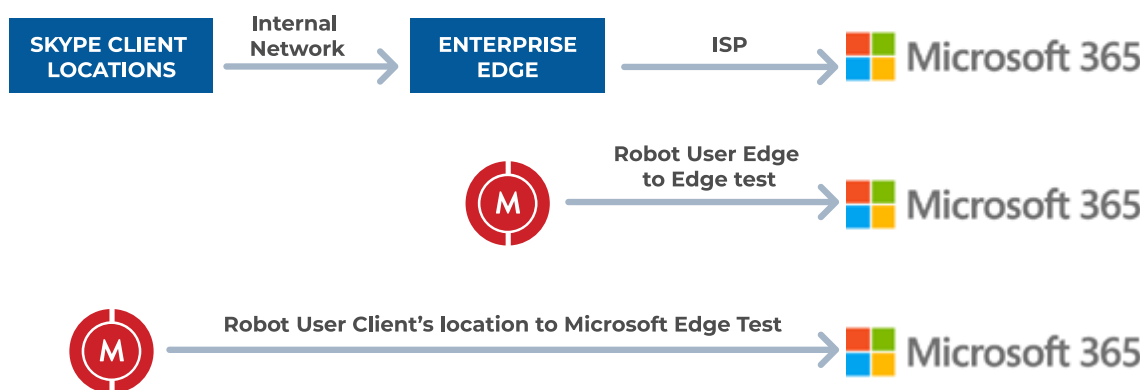 SKYPE CLIENT
LOCATIONS
Internal
Network
ENTERPRISE
EDGE
ISP
Microsoft 365
M
Robot User Edge
to Edge test
Microsoft 365
M
Robot User Client's location to Microsoft Edge Test
Microsoft 365